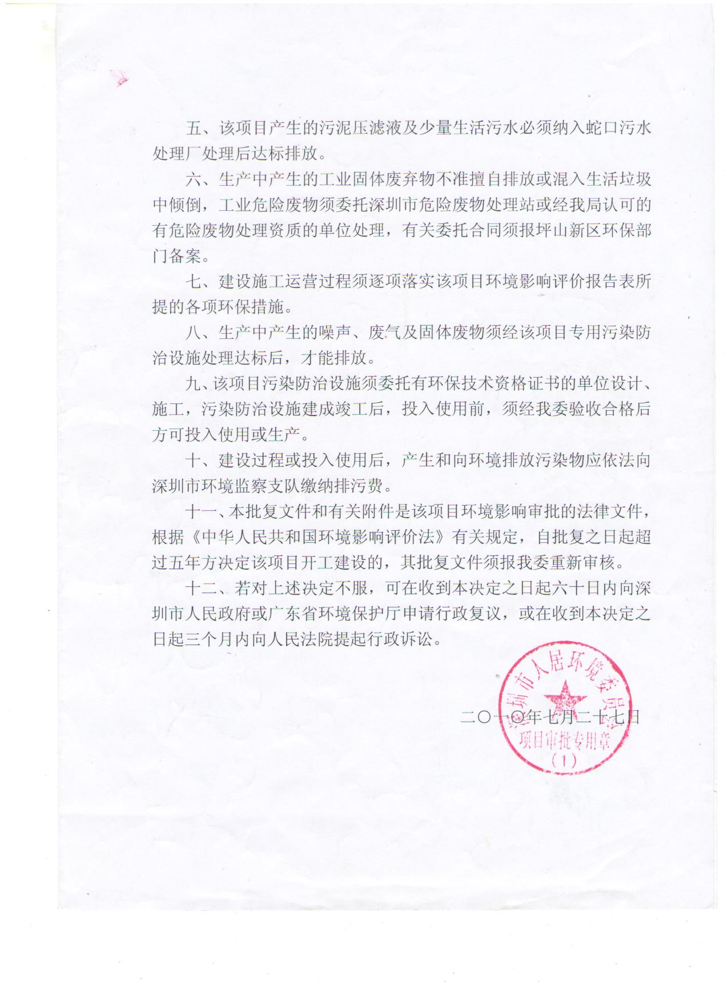 五、该项目产生的污泥压滤液及少量生活污水必须纳入蛇口污水
处理厂处理后达标排放。
六、生产中产生的工业固体废弃物不准擅自排放或混入生活垃圾
中倾倒，工业危险废物须委托深圳市危险废物处理站或经我局认可的
有危险废物处理资质的单位处理，有关委托合同须报坪山新区环保部
门备案。
七、建设施工运营过程须逐项落实该项目环境影响评价报告表所
提的各项环保措施。
八、生产中产生的噪声、废气及固体废物须经该项目专用污染防
治设施处理达标后，才能排放。
九、该项目污染防治设施须委托有环保技术资格证书的单位设计、
施工，污染防治设施建成竣工后，投入使用前，须经我委验收合格后
方可投入使用或生产。
十、建设过程或投入使用后，产生和向环境排放污染物应依法向
深圳市环境监察支队缴纳排污费。
十一、本批复文件和有关附件是该项目环境影响审批的法律文件，
根据《中华人民共和国环境影响评价法》有关规定，自批复之日起超
过五年方决定该项目开工建设的，其批复文件须报我委重新审核。
十二、若对上述决定不服，可在收到本决定之日起六十日内向深
圳市人民政府或广东省环境保护厅申请行政复议，或在收到本决定之
日起三个月内向人民法院提起行政诉讼。
深圳市人居环境委员会
二〇一〇年七月二十七日
项目审批专用章
(1)